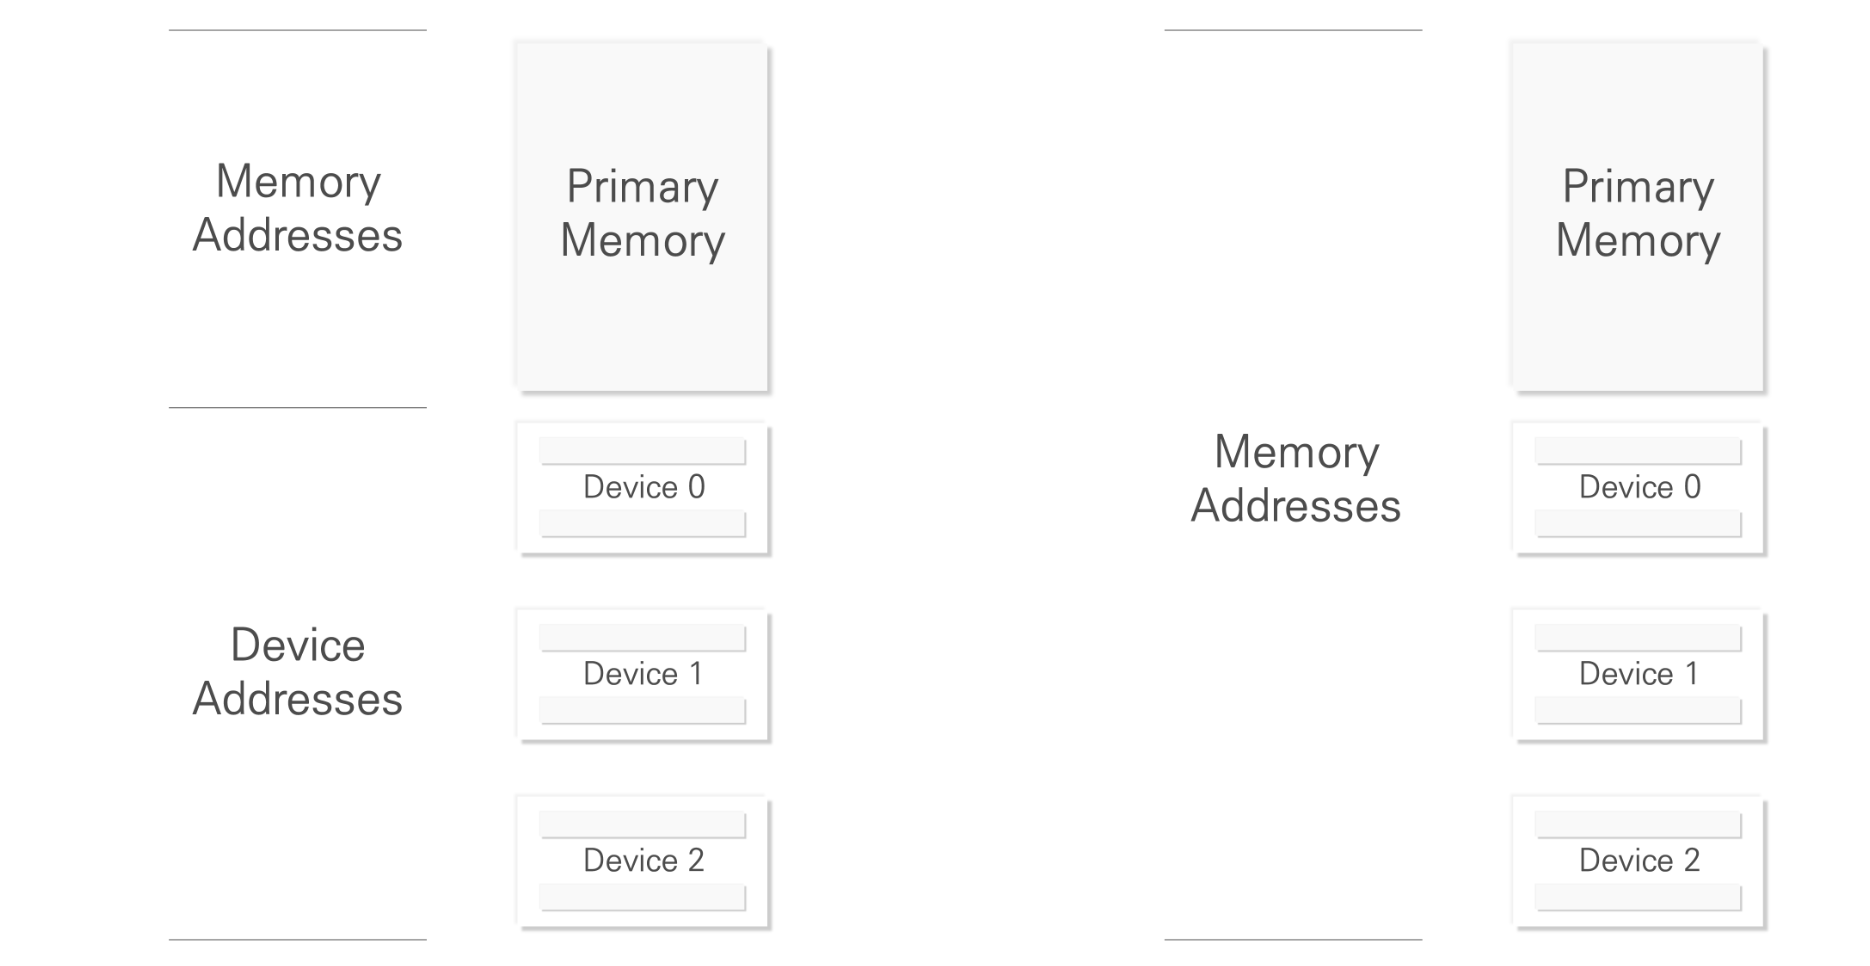 Memory
Addresses
Primary
Memory
Device 0
Device
Addresses
Device 1
Device 2
Memory
Addresses
Primary
Memory
Device 0
Device 1
Device 2